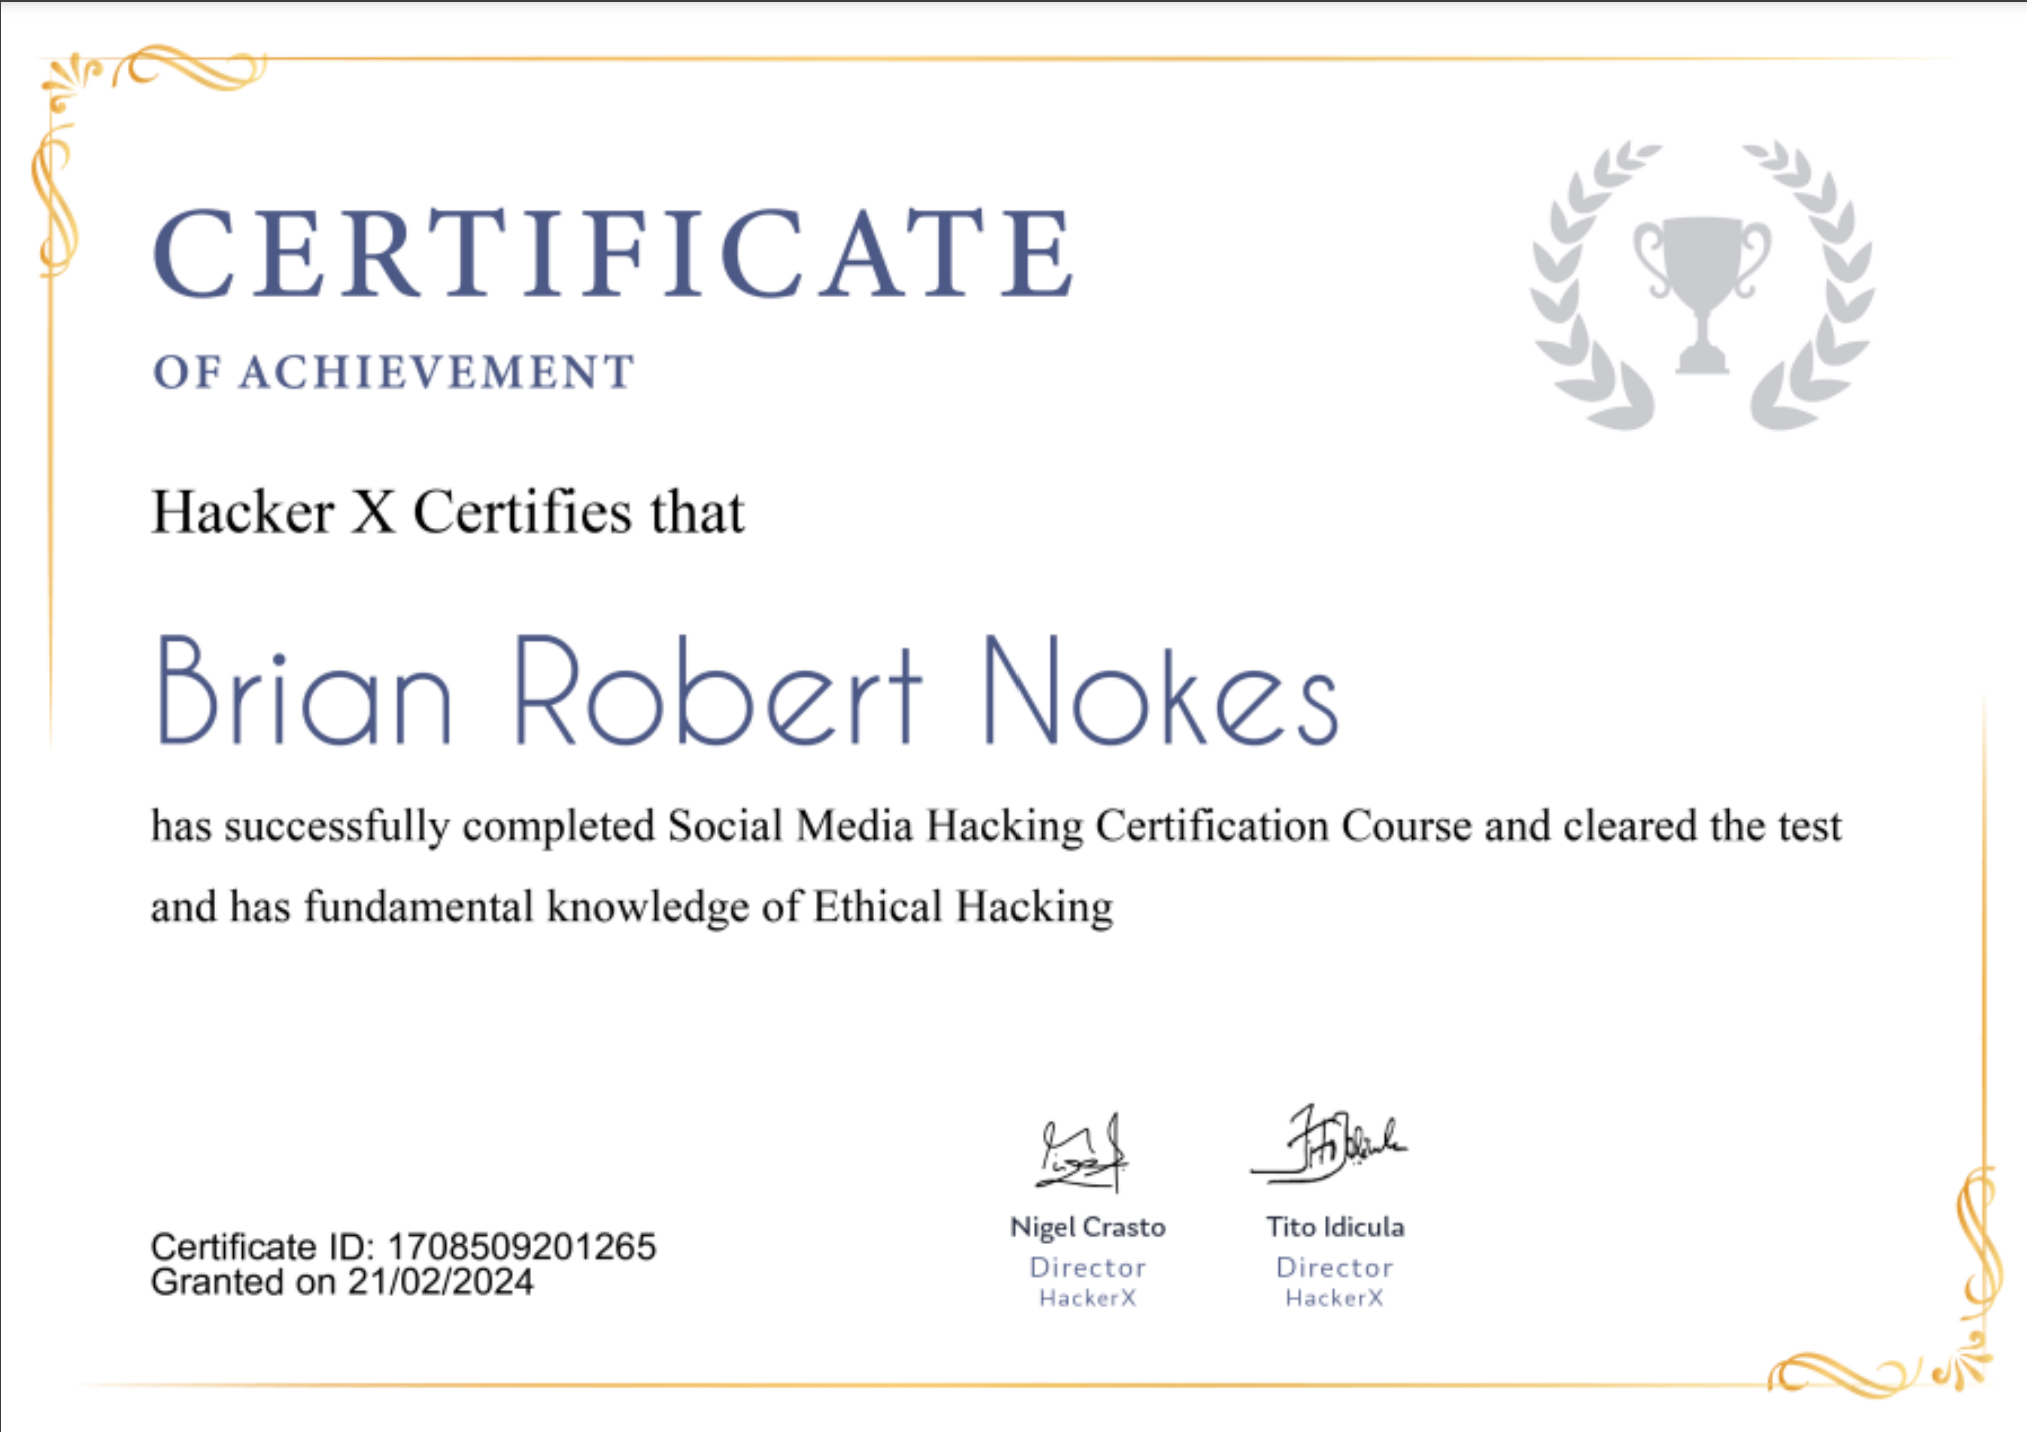 CERTIFICATE
OF ACHIEVEMENT
Hacker X Certifies that
Brian Robert Nokes
has successfully completed Social Media Hacking Certification Course and cleared the test
and has fundamental knowledge of Ethical Hacking
Certificate ID: 1708509201265
Granted on 21/02/2024
Nigel Crasto
Director
HackerX
Tito Idicula
Director
HackerX